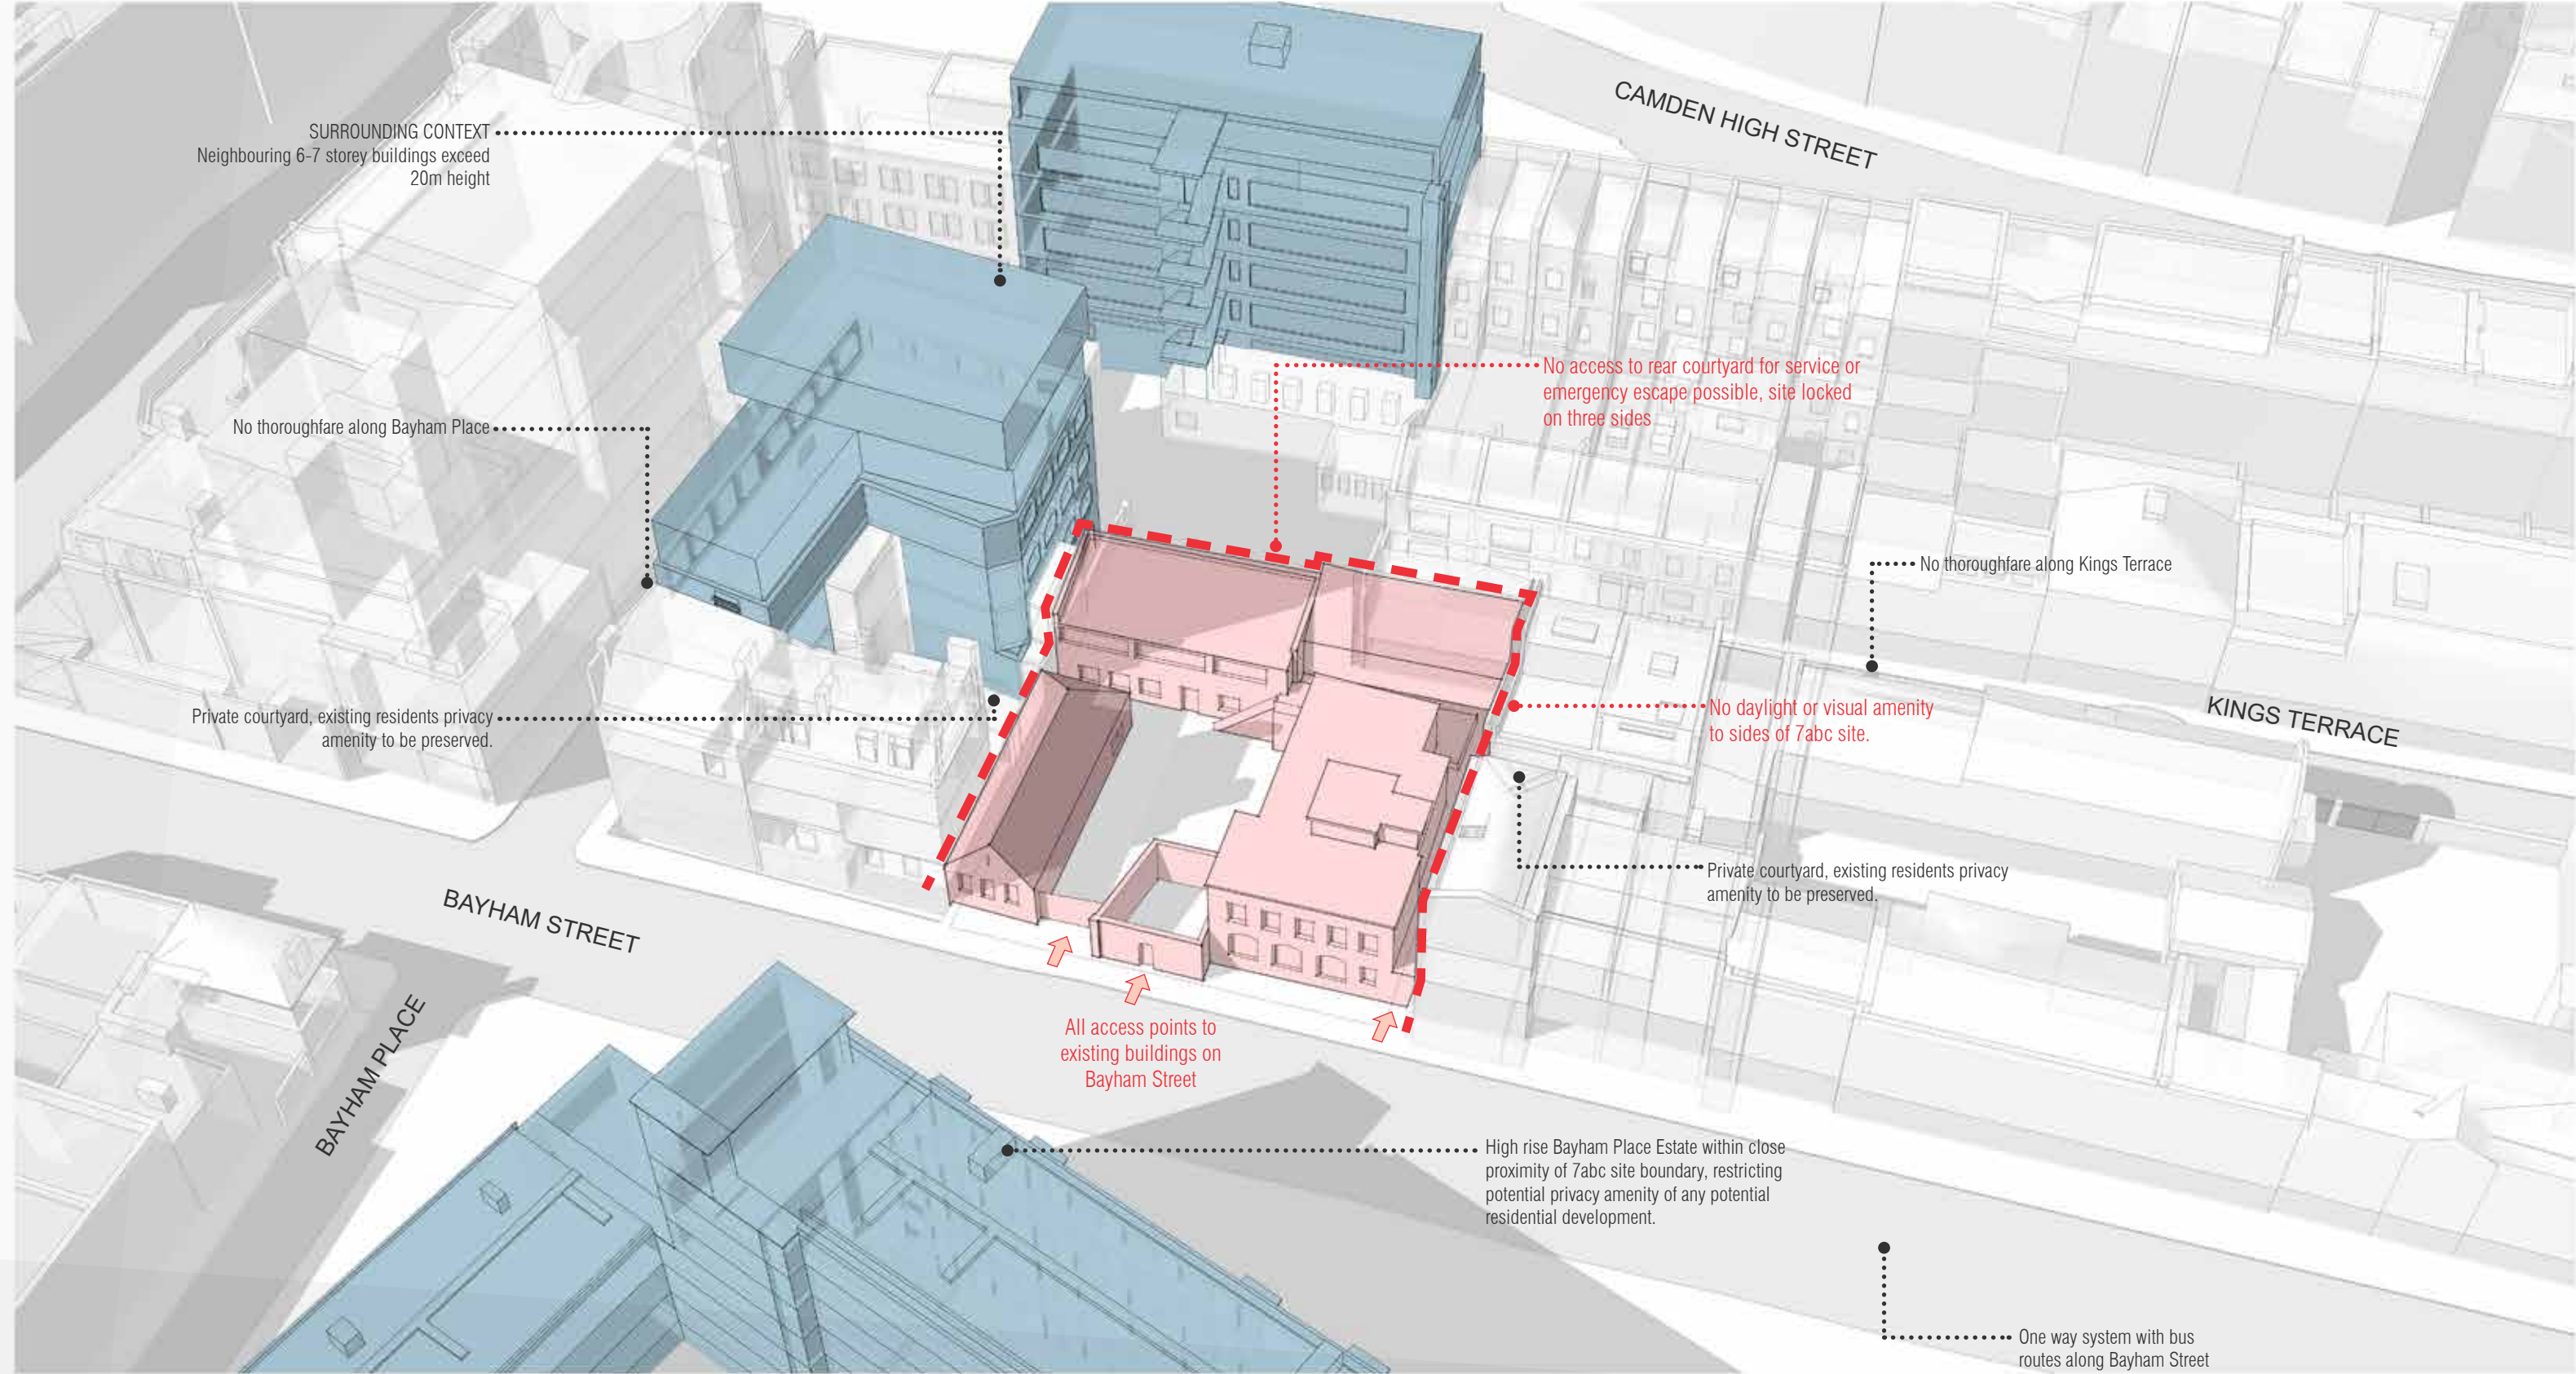 CAMDEN HIGH STREET
SURROUNDING CONTEXT
Neighbouring 6-7 storey buildings exceed
20m height
No access to rear courtyard for service or
emergency escape possible, site locked
on three sides
No thoroughfare along Bayham Place
No thoroughfare along Kings Terrace
Private courtyard, existing residents privacy
amenity to be preserved.
No daylight or visual amenity
to sides of 7abc site.
KINGS TERRACE
Private courtyard, existing residents privacy
amenity to be preserved.
BAYHAM STREET
BAYHAM PLACE
All access points to
existing buildings on
Bayham Street
High rise Bayham Place Estate within close
proximity of 7abc site boundary, restricting
potential privacy amenity of any potential
residential development.
One way system with bus
routes along Bayham Street